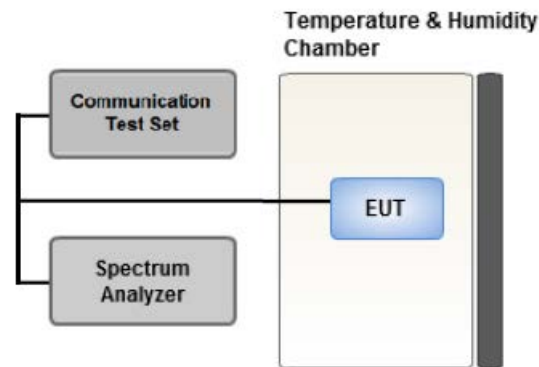 Temperature & Humidity
Chamber
Communication
Test Set
EUT
Spectrum
Analyzer